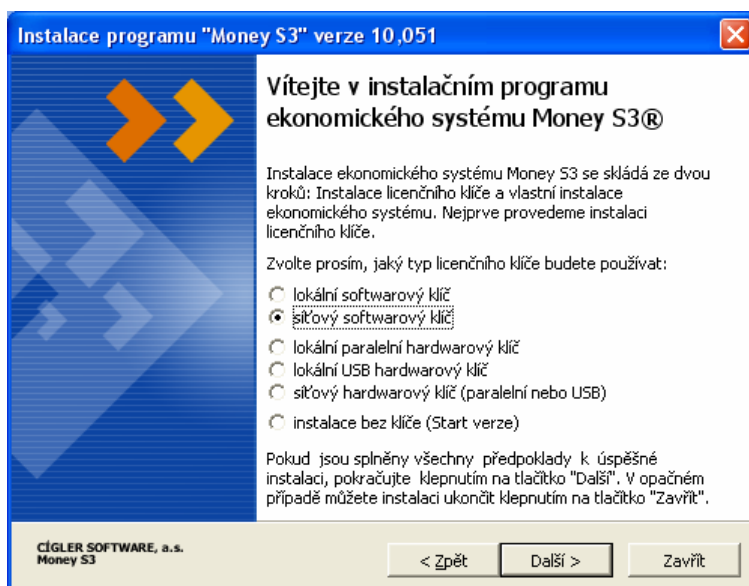 Instalace programu "Money S3" verze 10,051
Vítejte v instalačním programu
ekonomického systému Money S3®
Instalace ekonomického systému Money S3 se skládá ze dvou
kroků: Instalace licenčního klíče a vlastní instalace
ekonomického systému. Nejprve provedeme instalaci
licenčního klíče.
Zvolte prosím, jaký typ licenčního klíče budete používat:
lokální softwarový klíč
síťový softwarový klíč
lokální paralelní hardwarový klíč
lokální USB hardwarový klíč
síťový hardwarový klíč (paralelní nebo USB)
instalace bez klíče (Start verze)
Pokud jsou splněny všechny předpoklady k úspěšné
instalaci, pokračujte klepnutím na tlačítko "Další". V opačném
případě můžete instalaci ukončit klepnutím na tlačítko "Zavřít".
CÍGLER SOFTWARE, a.s.
Money S3
< Zpět Další > Zavřít